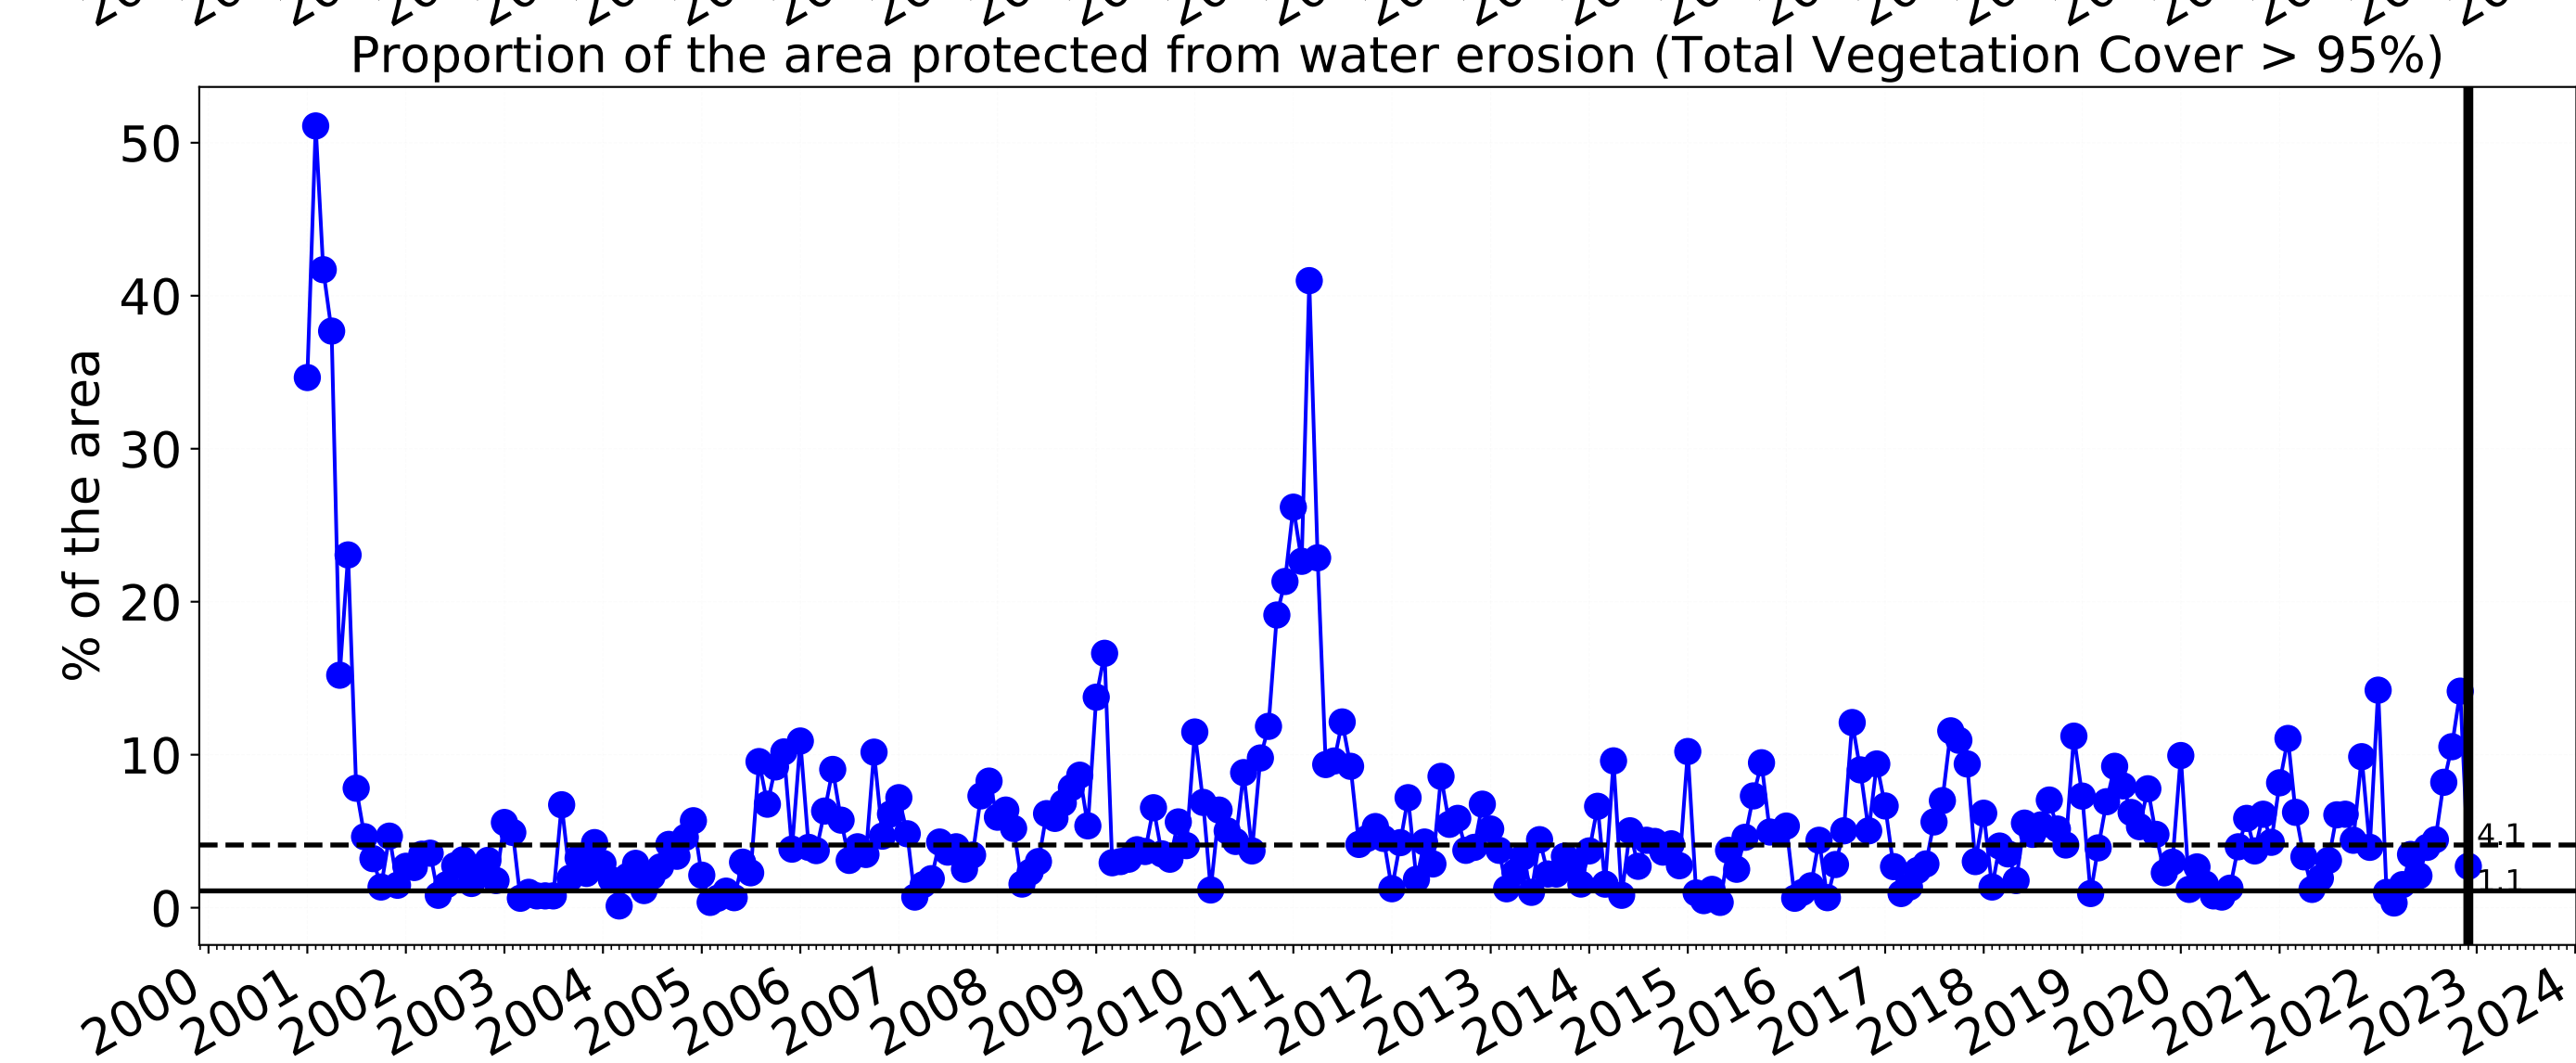 Proportion of the area protected from water erosion (Total Vegetation Cover > 95%)
% of the area
50
40
30
20
10
0
4.1
1.1
2000 2001 2002 2003 2004 2005 2006 2007 2008 2009 2010 2011 2012 2013 2014 2015 2016 2017 2018 2019 2020 2021 2022 2023 2024